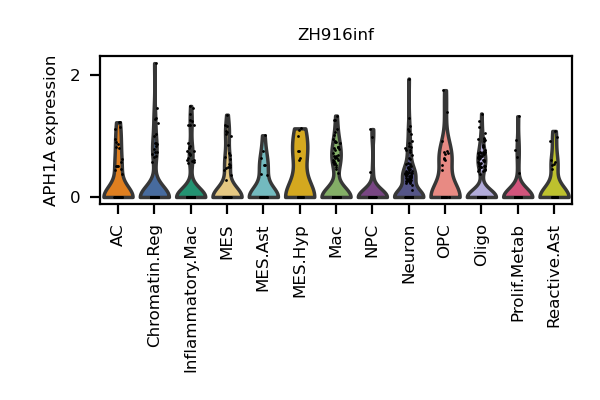 ZH916inf
APH1A expression
2
0
AC
Chromatin.Reg
Inflammatory.Mac
MES
MES.Ast
MES.Hyp
Mac
NPC
Neuron
OPC
Oligo
Prolif.Metab
Reactive.Ast